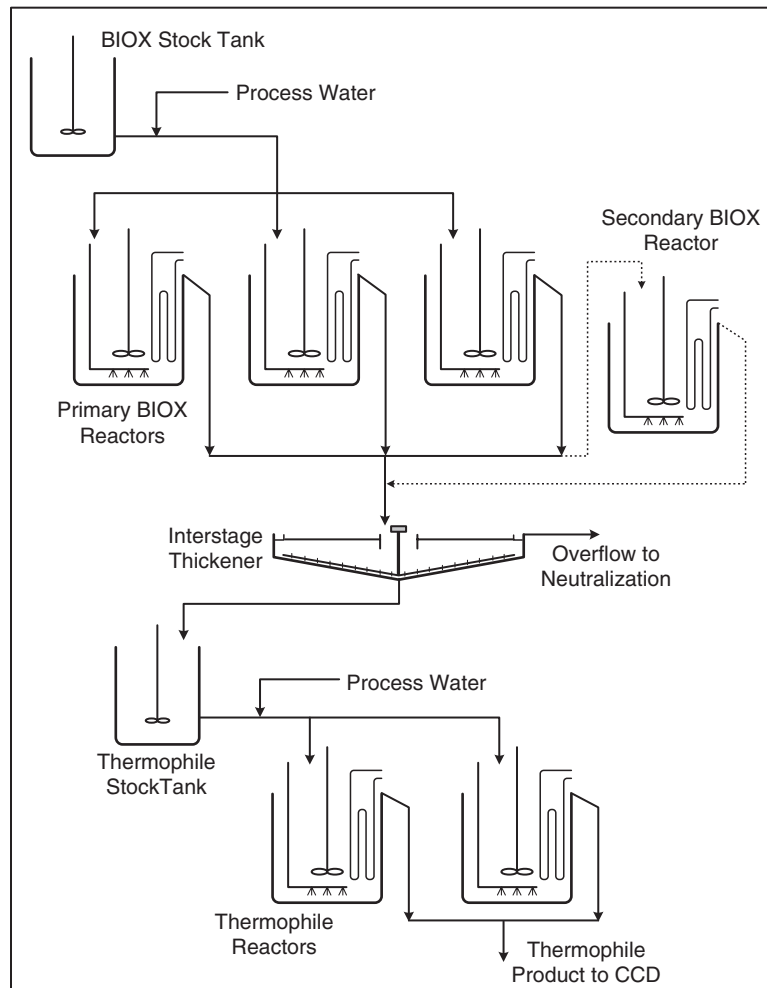 BIOX Stock Tank
Process Water
Secondary BIOX
Reactor
Primary BIOX
Reactors
Interstage
Thickener
Overflow to
Neutralization
Process Water
Thermophile
StockTank
Thermophile
Reactors
Thermophile
Product to CCD